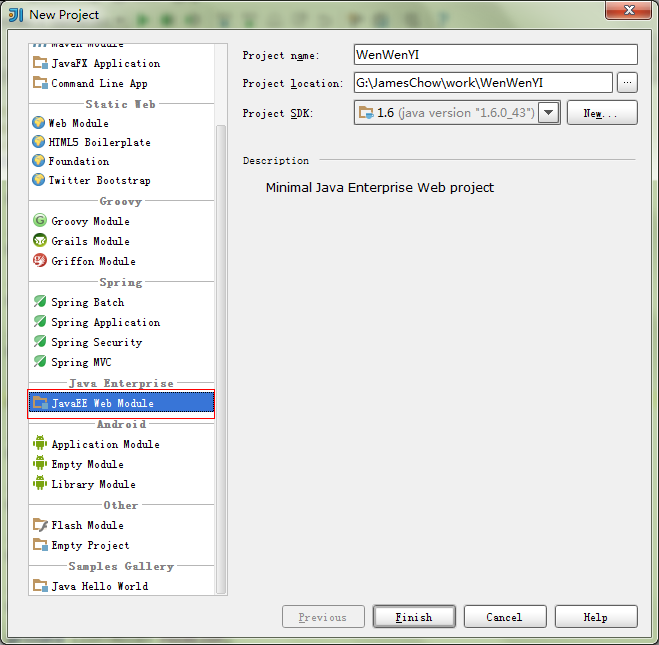 New Project
Maven Module
JavaFX Application
Command Line App
Static Web
Web Module
HTML5 Boilerplate
Foundation
Twitter Bootstrap
Groovy
Groovy Module
Grails Module
Griffon Module
Spring
Spring Batch
Spring Application
Spring Security
Spring MVC
Java Enterprise
JavaEE Web Module
Android
Application Module
Empty Module
Library Module
Other
Flash Module
Empty Project
Samples Gallery
Java Hello World
Project name: WenWenYI
Project location: G:\JamesChow\work\WenWenYI ...
Project SDK: 1.6 (java version "1.6.0_43") New...
Description
Minimal Java Enterprise Web project
Previous Finish Cancel Help